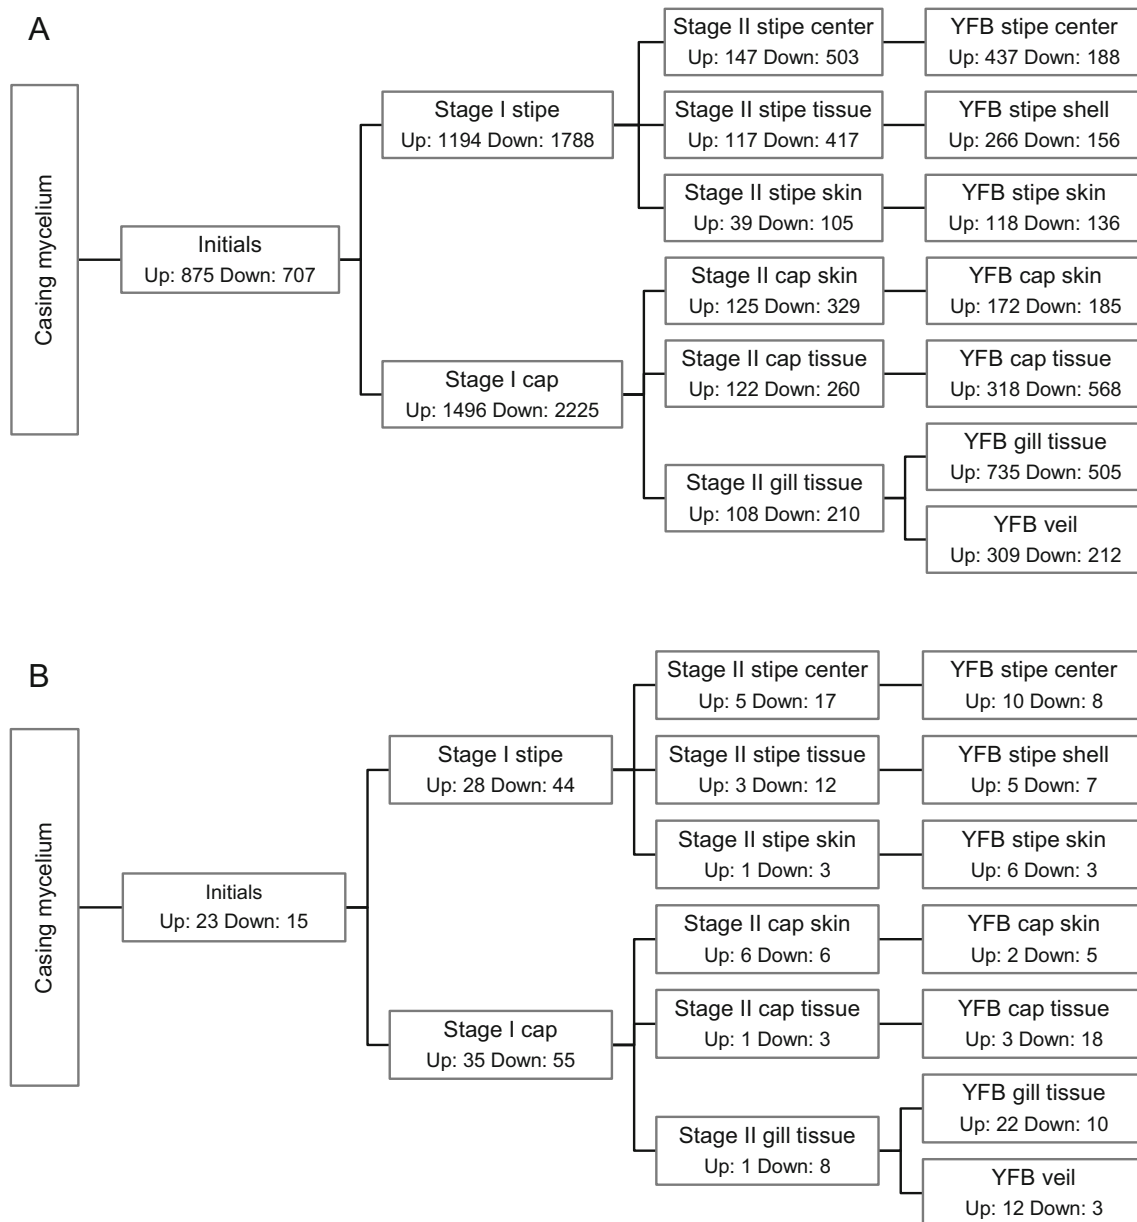 A
Casing mycelium
Initials
Up: 875 Down: 707
Stage I stipe
Up: 1194 Down: 1788
Stage I cap
Up: 1496 Down: 2225
Stage II stipe center
Up: 147 Down: 503
Stage II stipe tissue
Up: 117 Down: 417
Stage II stipe skin
Up: 39 Down: 105
Stage II cap skin
Up: 125 Down: 329
Stage II cap tissue
Up: 122 Down: 260
Stage II gill tissue
Up: 108 Down: 210
YFB stipe center
Up: 437 Down: 188
YFB stipe shell
Up: 266 Down: 156
YFB stipe skin
Up: 118 Down: 136
YFB cap skin
Up: 172 Down: 185
YFB cap tissue
Up: 318 Down: 568
YFB gill tissue
Up: 735 Down: 505
YFB veil
Up: 309 Down: 212
B
Casing mycelium
Initials
Up: 23 Down: 15
Stage I stipe
Up: 28 Down: 44
Stage I cap
Up: 35 Down: 55
Stage II stipe center
Up: 5 Down: 17
Stage II stipe tissue
Up: 3 Down: 12
Stage II stipe skin
Up: 1 Down: 3
Stage II cap skin
Up: 6 Down: 6
Stage II cap tissue
Up: 1 Down: 3
Stage II gill tissue
Up: 1 Down: 8
YFB stipe center
Up: 10 Down: 8
YFB stipe shell
Up: 5 Down: 7
YFB stipe skin
Up: 6 Down: 3
YFB cap skin
Up: 2 Down: 5
YFB cap tissue
Up: 3 Down: 18
YFB gill tissue
Up: 22 Down: 10
YFB veil
Up: 12 Down: 3